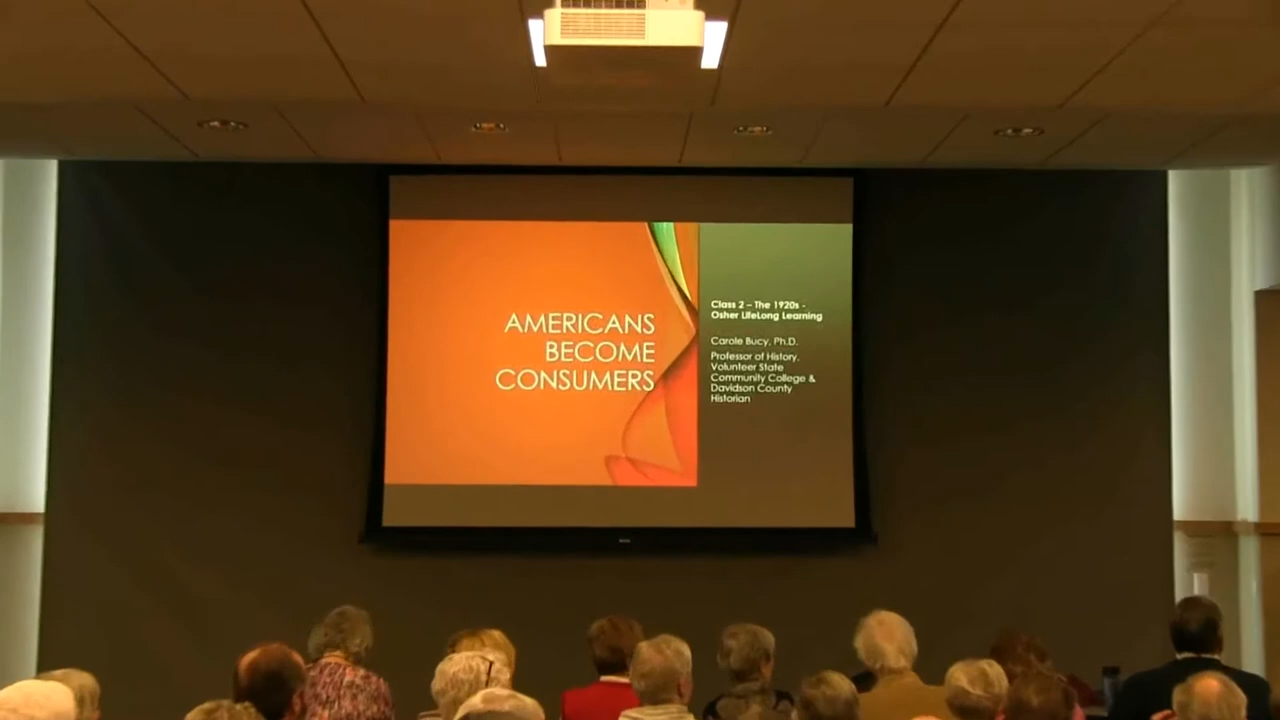 AMERICANS
BECOME
CONSUMERS
Class 2 – The 1920s -
Osher LifeLong Learning
Carole Bucy, Ph.D.
Professor of History,
Volunteer State
Community College &
Davidson County
Historian